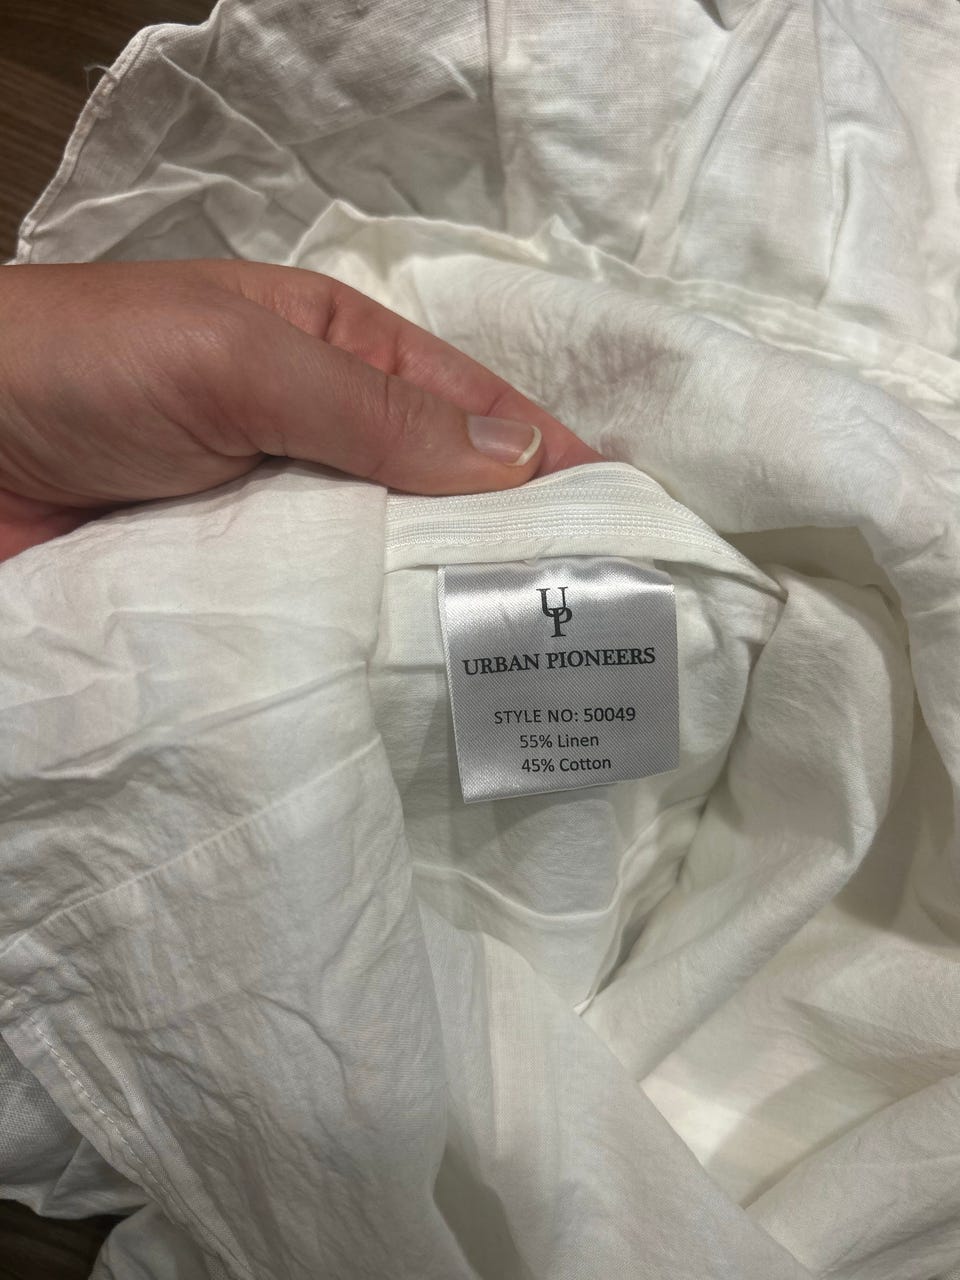 UP
URBAN PIONEERS
STYLE NO: 50049
55% Linen
45% Cotton